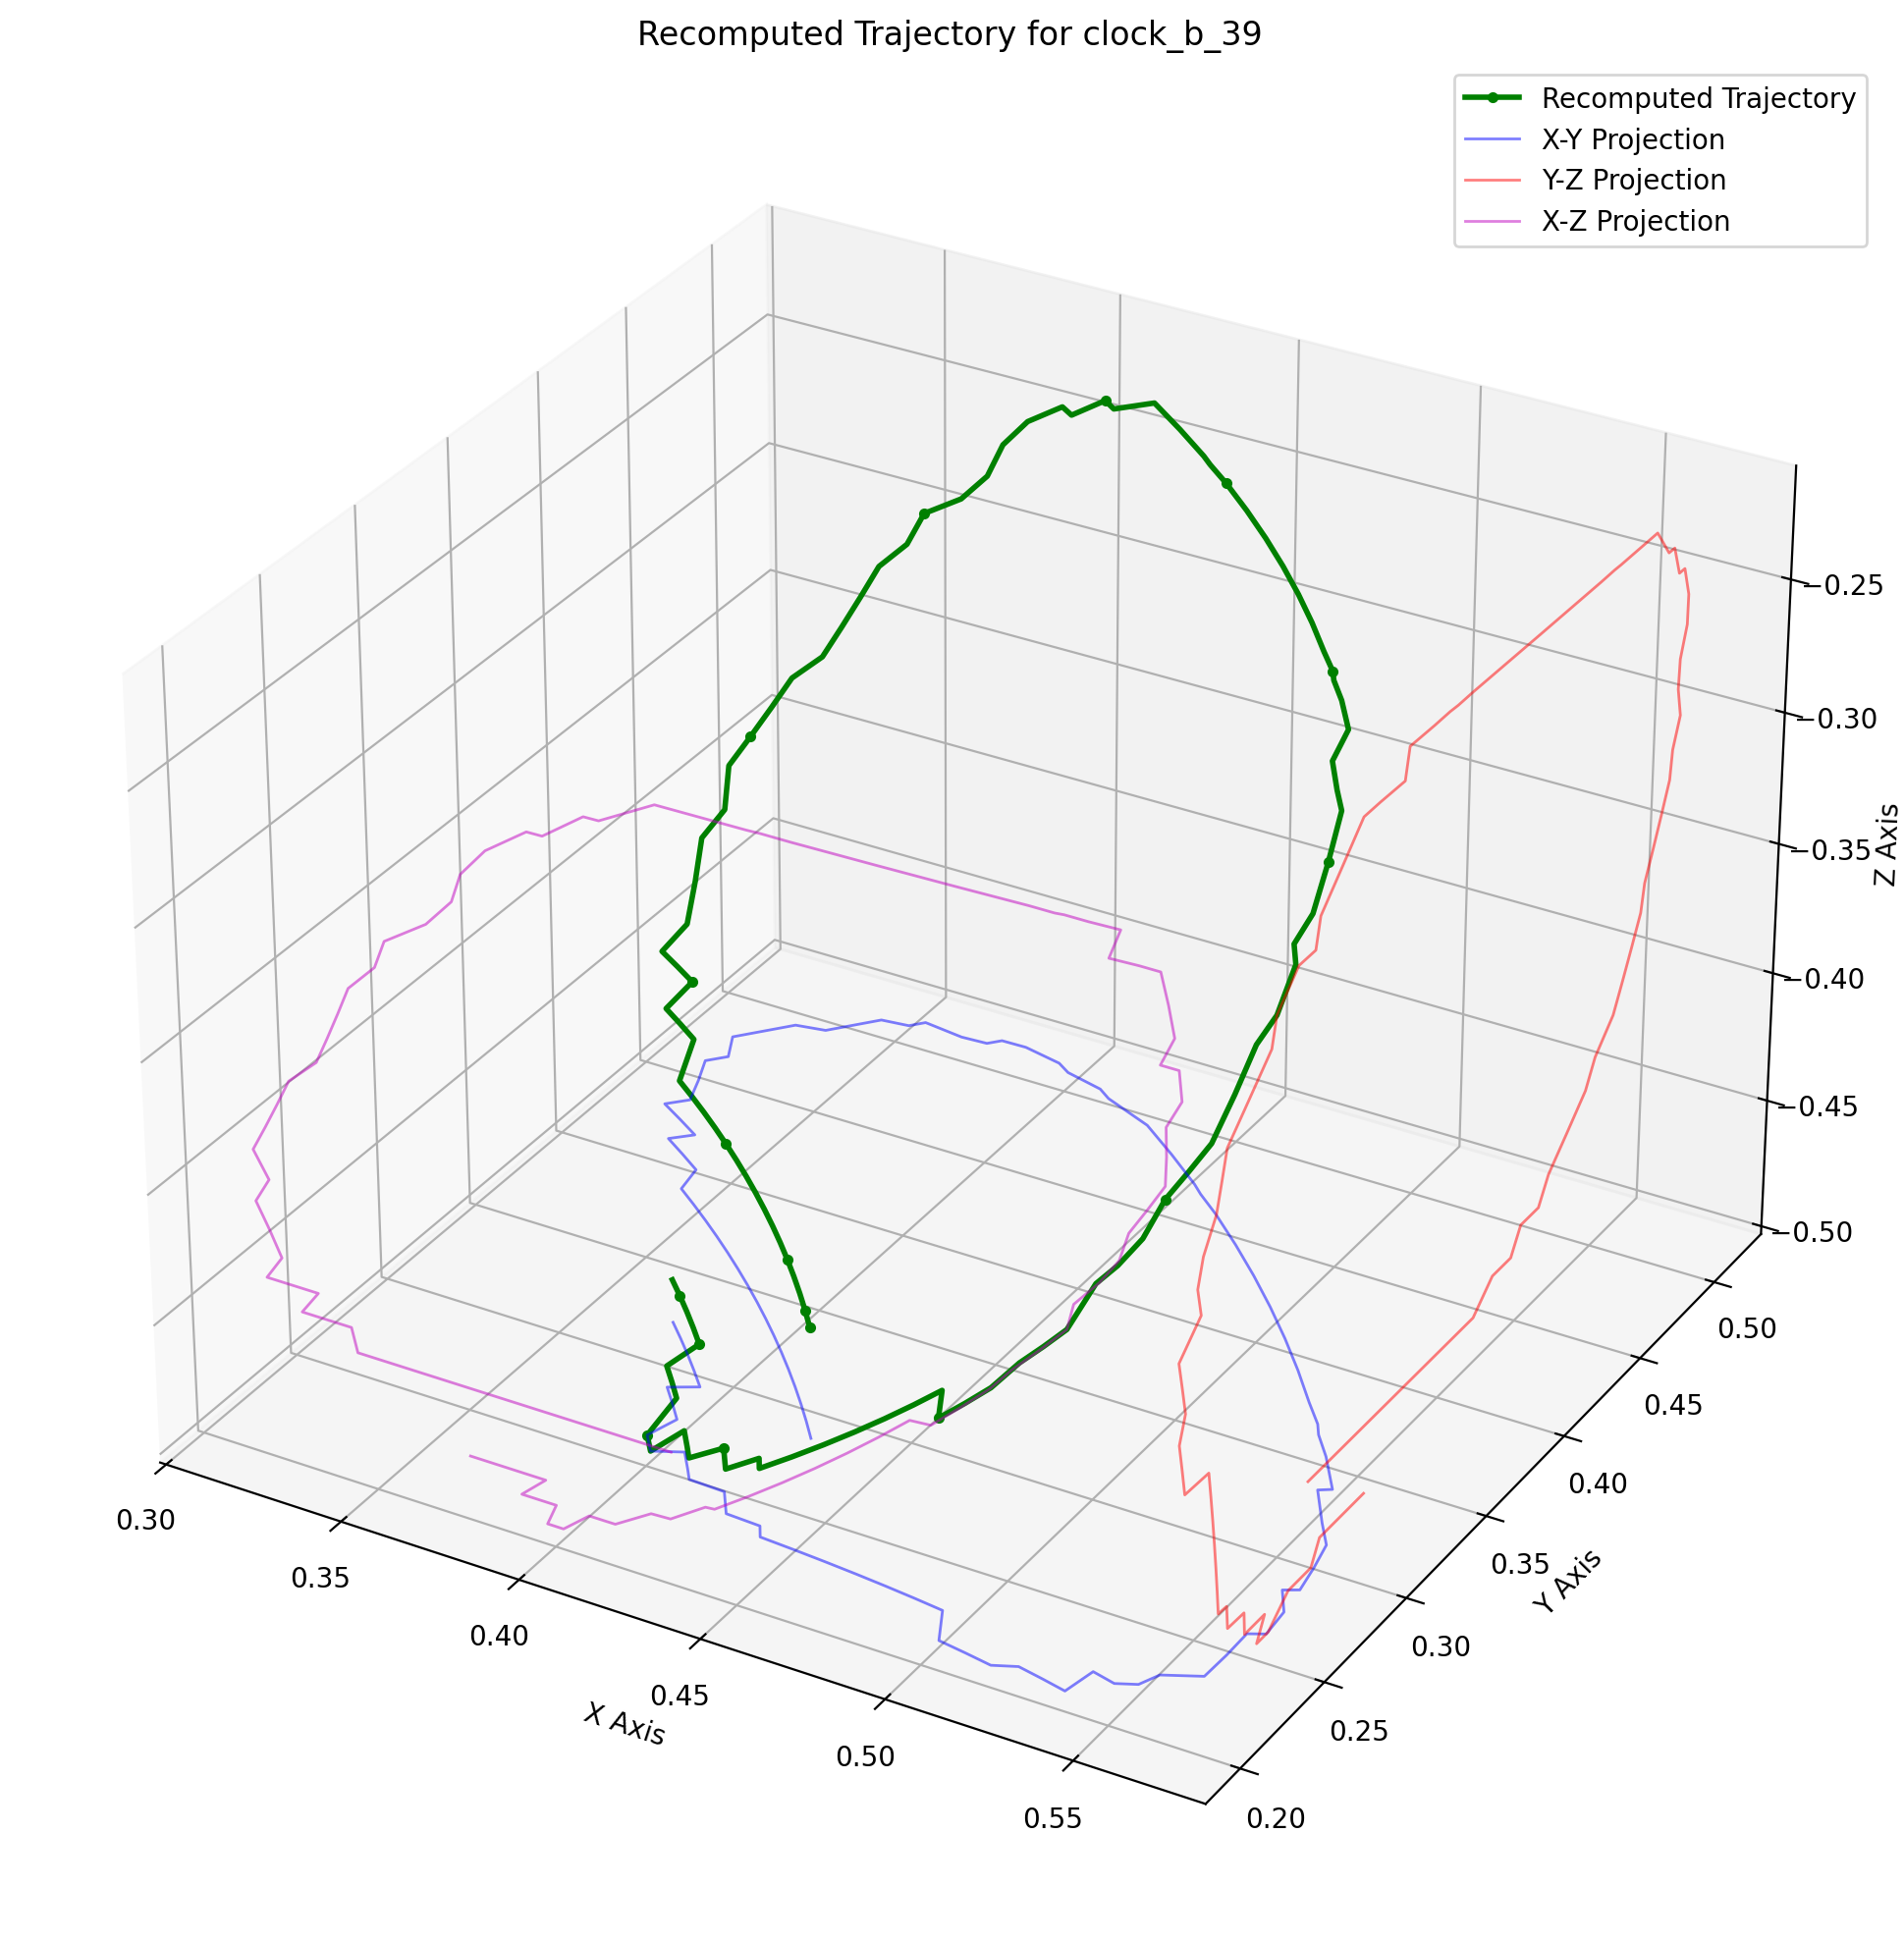 Recomputed Trajectory for clock_b_39
Recomputed Trajectory
X-Y Projection
Y-Z Projection
X-Z Projection
−0.25
−0.30
−0.35
−0.40
−0.45
−0.50
Z Axis
0.50
0.45
0.40
0.35
0.30
0.25
0.20
Y Axis
0.30
0.35
0.40
0.45
0.50
0.55
X Axis